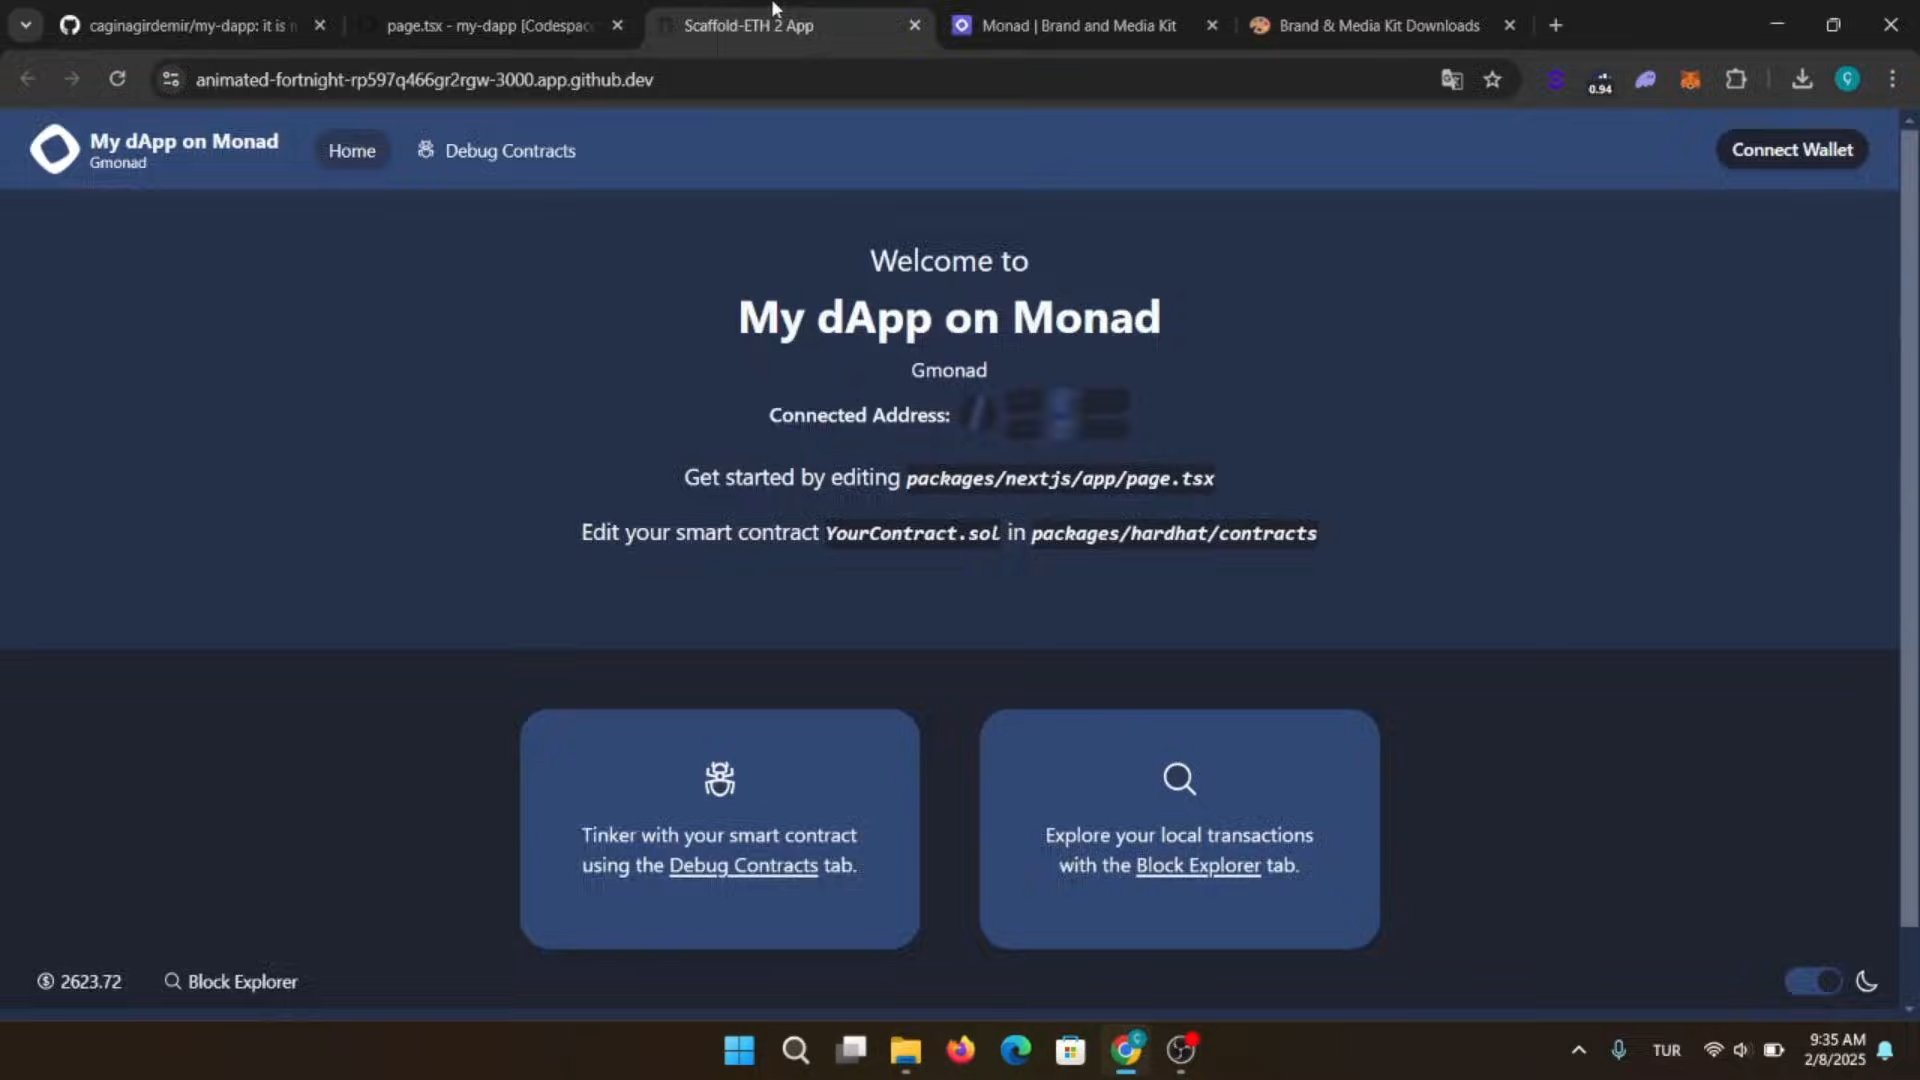 caginagirdemir/my-dapp: it is n
page.tsx - my-dapp [Codespac
Scaffold-ETH 2 App
Monad | Brand and Media Kit
Brand & Media Kit Downloads
animated-fortnight-rp597q466gr2rgw-3000.app.github.dev
0.94
Ç
My dApp on Monad
Gmonad
Home
Debug Contracts
Connect Wallet
Welcome to
My dApp on Monad
Gmonad
Connected Address:
Get started by editing packages/nextjs/app/page.tsx
Edit your smart contract YourContract.sol in packages/hardhat/contracts
Tinker with your smart contract
using the Debug Contracts tab.
Explore your local transactions
with the Block Explorer tab.
2623.72
Block Explorer
TUR
9:35 AM
2/8/2025